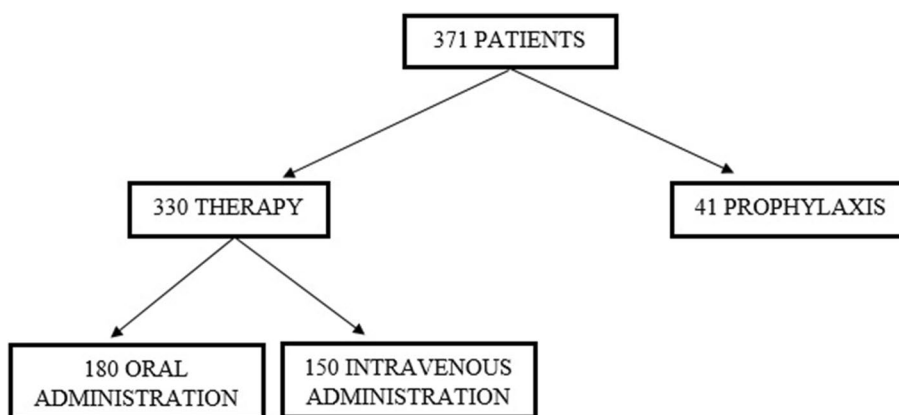 371 PATIENTS
330 THERAPY
41 PROPHYLAXIS
180 ORAL
ADMINISTRATION
150 INTRAVENOUS
ADMINISTRATION